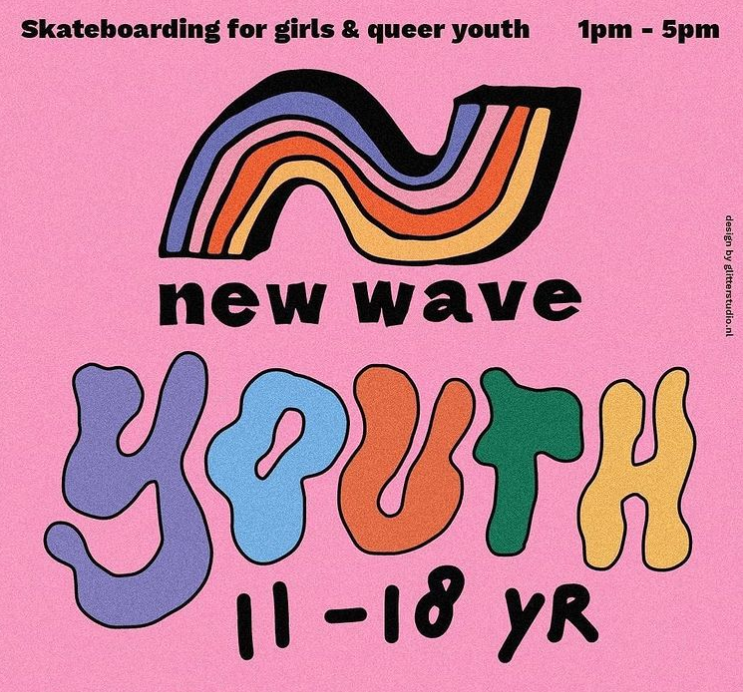 Skateboarding for girls & queer youth 1pm - 5pm
new wave
design by glitterstudio.nl
YOUTH
11 - 18 YR